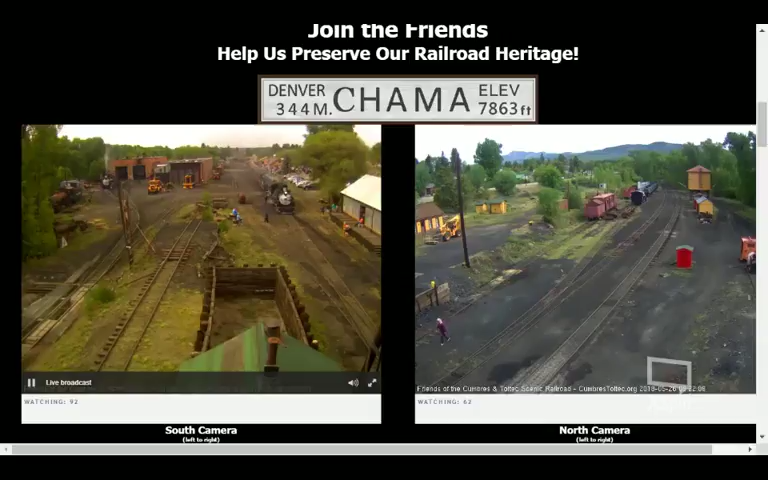 Join the Friends
Help Us Preserve Our Railroad Heritage!
DENVER
344M.
CHAMA
ELEV
7863ft
Live broadcast
Friends of the Cumbres & Toltec Scenic Railroad - CumbresToltec.org
WATCHING: 92
WATCHING: 62
South Camera
(left to right)
North Camera
(left to right)